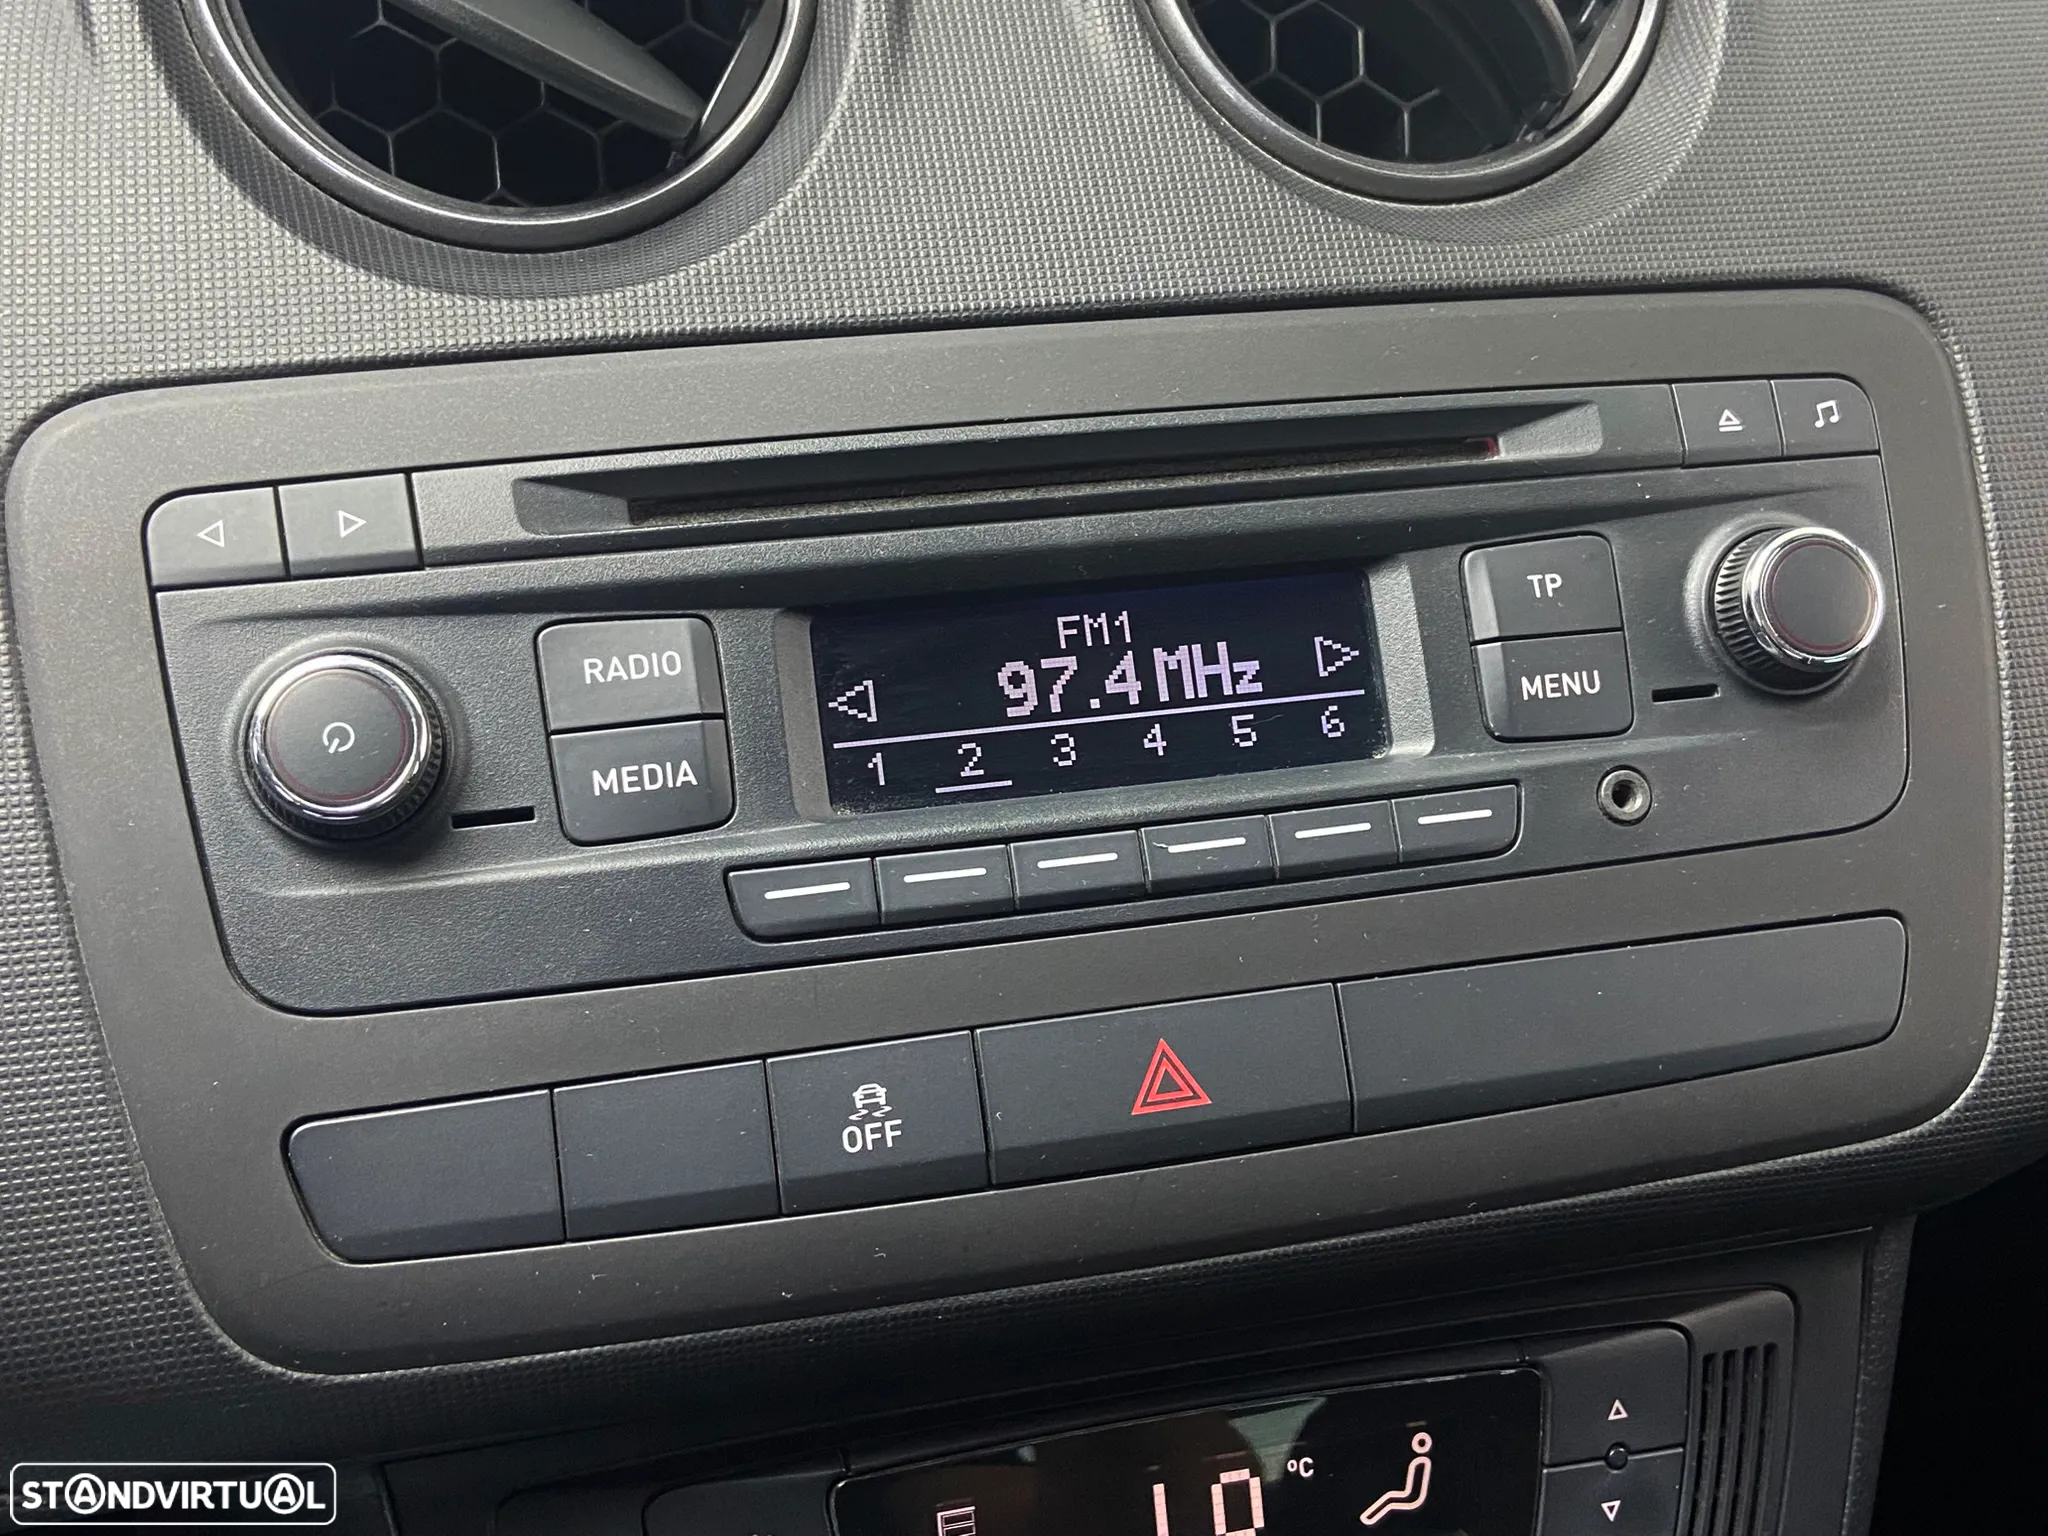 FM1
RADIO
97.4 MHz
TP
MENU
MEDIA
1 2 3 4 5 6
OFF
°C
STANDVIRTUAL